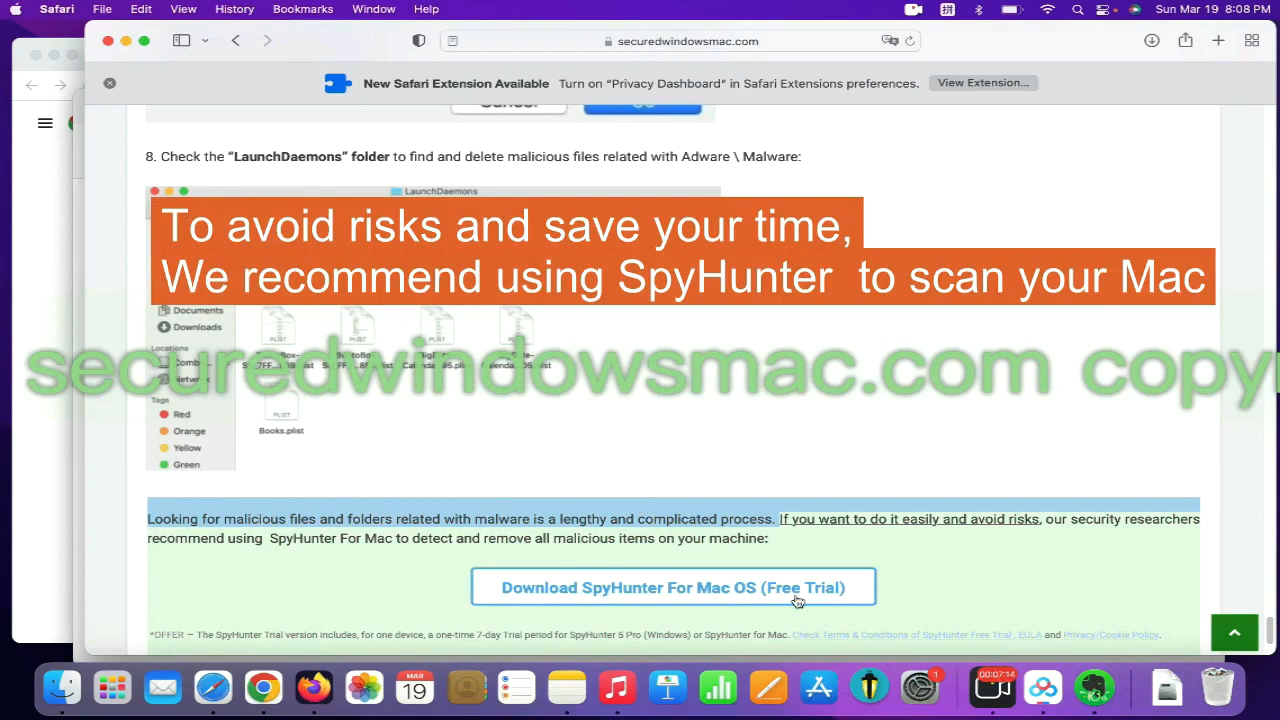 Safari File Edit View History Bookmarks Window Help
拼
Sun Mar 19 8:08 PM
securedwindowsmac.com
New Safari Extension Available Turn on “Privacy Dashboard” in Safari Extensions preferences. View Extension...
8. Check the “LaunchDaemons” folder to find and delete malicious files related with Adware \ Malware:
LaunchDaemons
To avoid risks and save your time,
We recommend using SpyHunter to scan your Mac
Documents
Downloads
Locations
securedwindowsmac.com copy
Tags
Red
PLIST
Orange
Books.plist
Yellow
Green
Looking for malicious files and folders related with malware is a lengthy and complicated process. If you want to do it easily and avoid risks, our security researchers
recommend using SpyHunter For Mac to detect and remove all malicious items on your machine:
Download SpyHunter For Mac OS (Free Trial)
*OFFER — The SpyHunter Trial version includes, for one device, a one-time 7-day Trial period for SpyHunter 5 Pro (Windows) or SpyHunter for Mac. Check Terms & Conditions of SpyHunter Free Trial , EULA and Privacy/Cookie Policy.
MAR
19
1
00:07:14